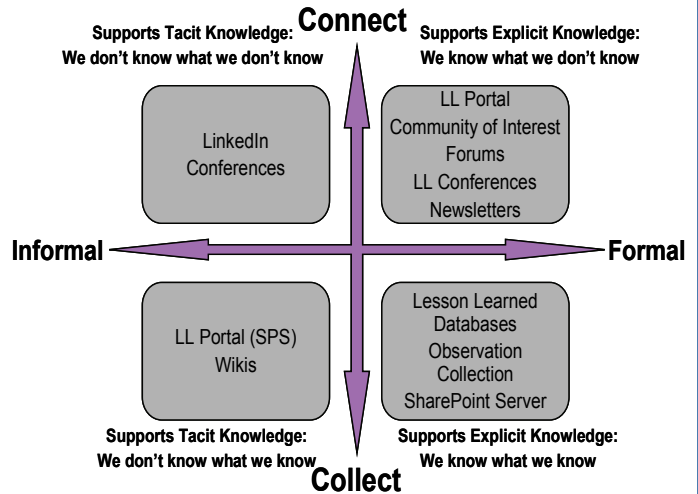 Connect
Supports Tacit Knowledge:
We don't know what we don't know
Supports Explicit Knowledge:
We know what we don't know
LinkedIn
Conferences
LL Portal
Community of Interest
Forums
LL Conferences
Newsletters
Informal
Formal
LL Portal (SPS)
Wikis
Lesson Learned
Databases
Observation
Collection
SharePoint Server
Supports Tacit Knowledge:
We don't know what we know
Supports Explicit Knowledge:
We know what we know
Collect